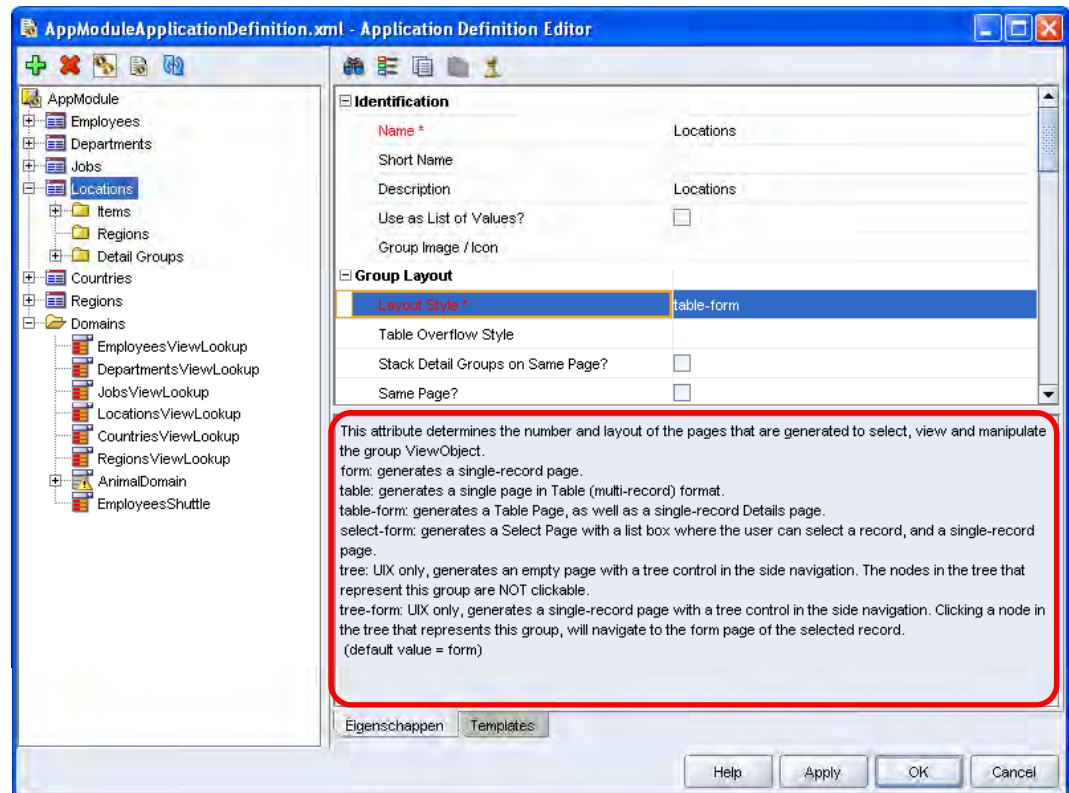 AppModuleApplicationDefinition.xml - Application Definition Editor
AppModule
Employees
Departments
Jobs
Locations
Items
Regions
Detail Groups
Countries
Regions
Domains
EmployeesViewLookup
DepartmentsViewLookup
JobsViewLookup
LocationsViewLookup
CountriesViewLookup
RegionsViewLookup
AnimalDomain
EmployeesShuttle
Identification
Name * Locations
Short Name
Description Locations
Use as List of Values?
Group Image / Icon
Group Layout
Layout Style * table-form
Table Overflow Style
Stack Detail Groups on Same Page?
Same Page?
This attribute determines the number and layout of the pages that are generated to select, view and manipulate
the group ViewObject.
form: generates a single-record page.
table: generates a single page in Table (multi-record) format.
table-form: generates a Table Page, as well as a single-record Details page.
select-form: generates a Select Page with a list box where the user can select a record, and a single-record
page.
tree: UIX only, generates an empty page with a tree control in the side navigation. The nodes in the tree that
represent this group are NOT clickable.
tree-form: UIX only, generates a single-record page with a tree control in the side navigation. Clicking a node in
the tree that represents this group, will navigate to the form page of the selected record.
(default value = form)
Eigenschappen Templates
Help Apply OK Cancel